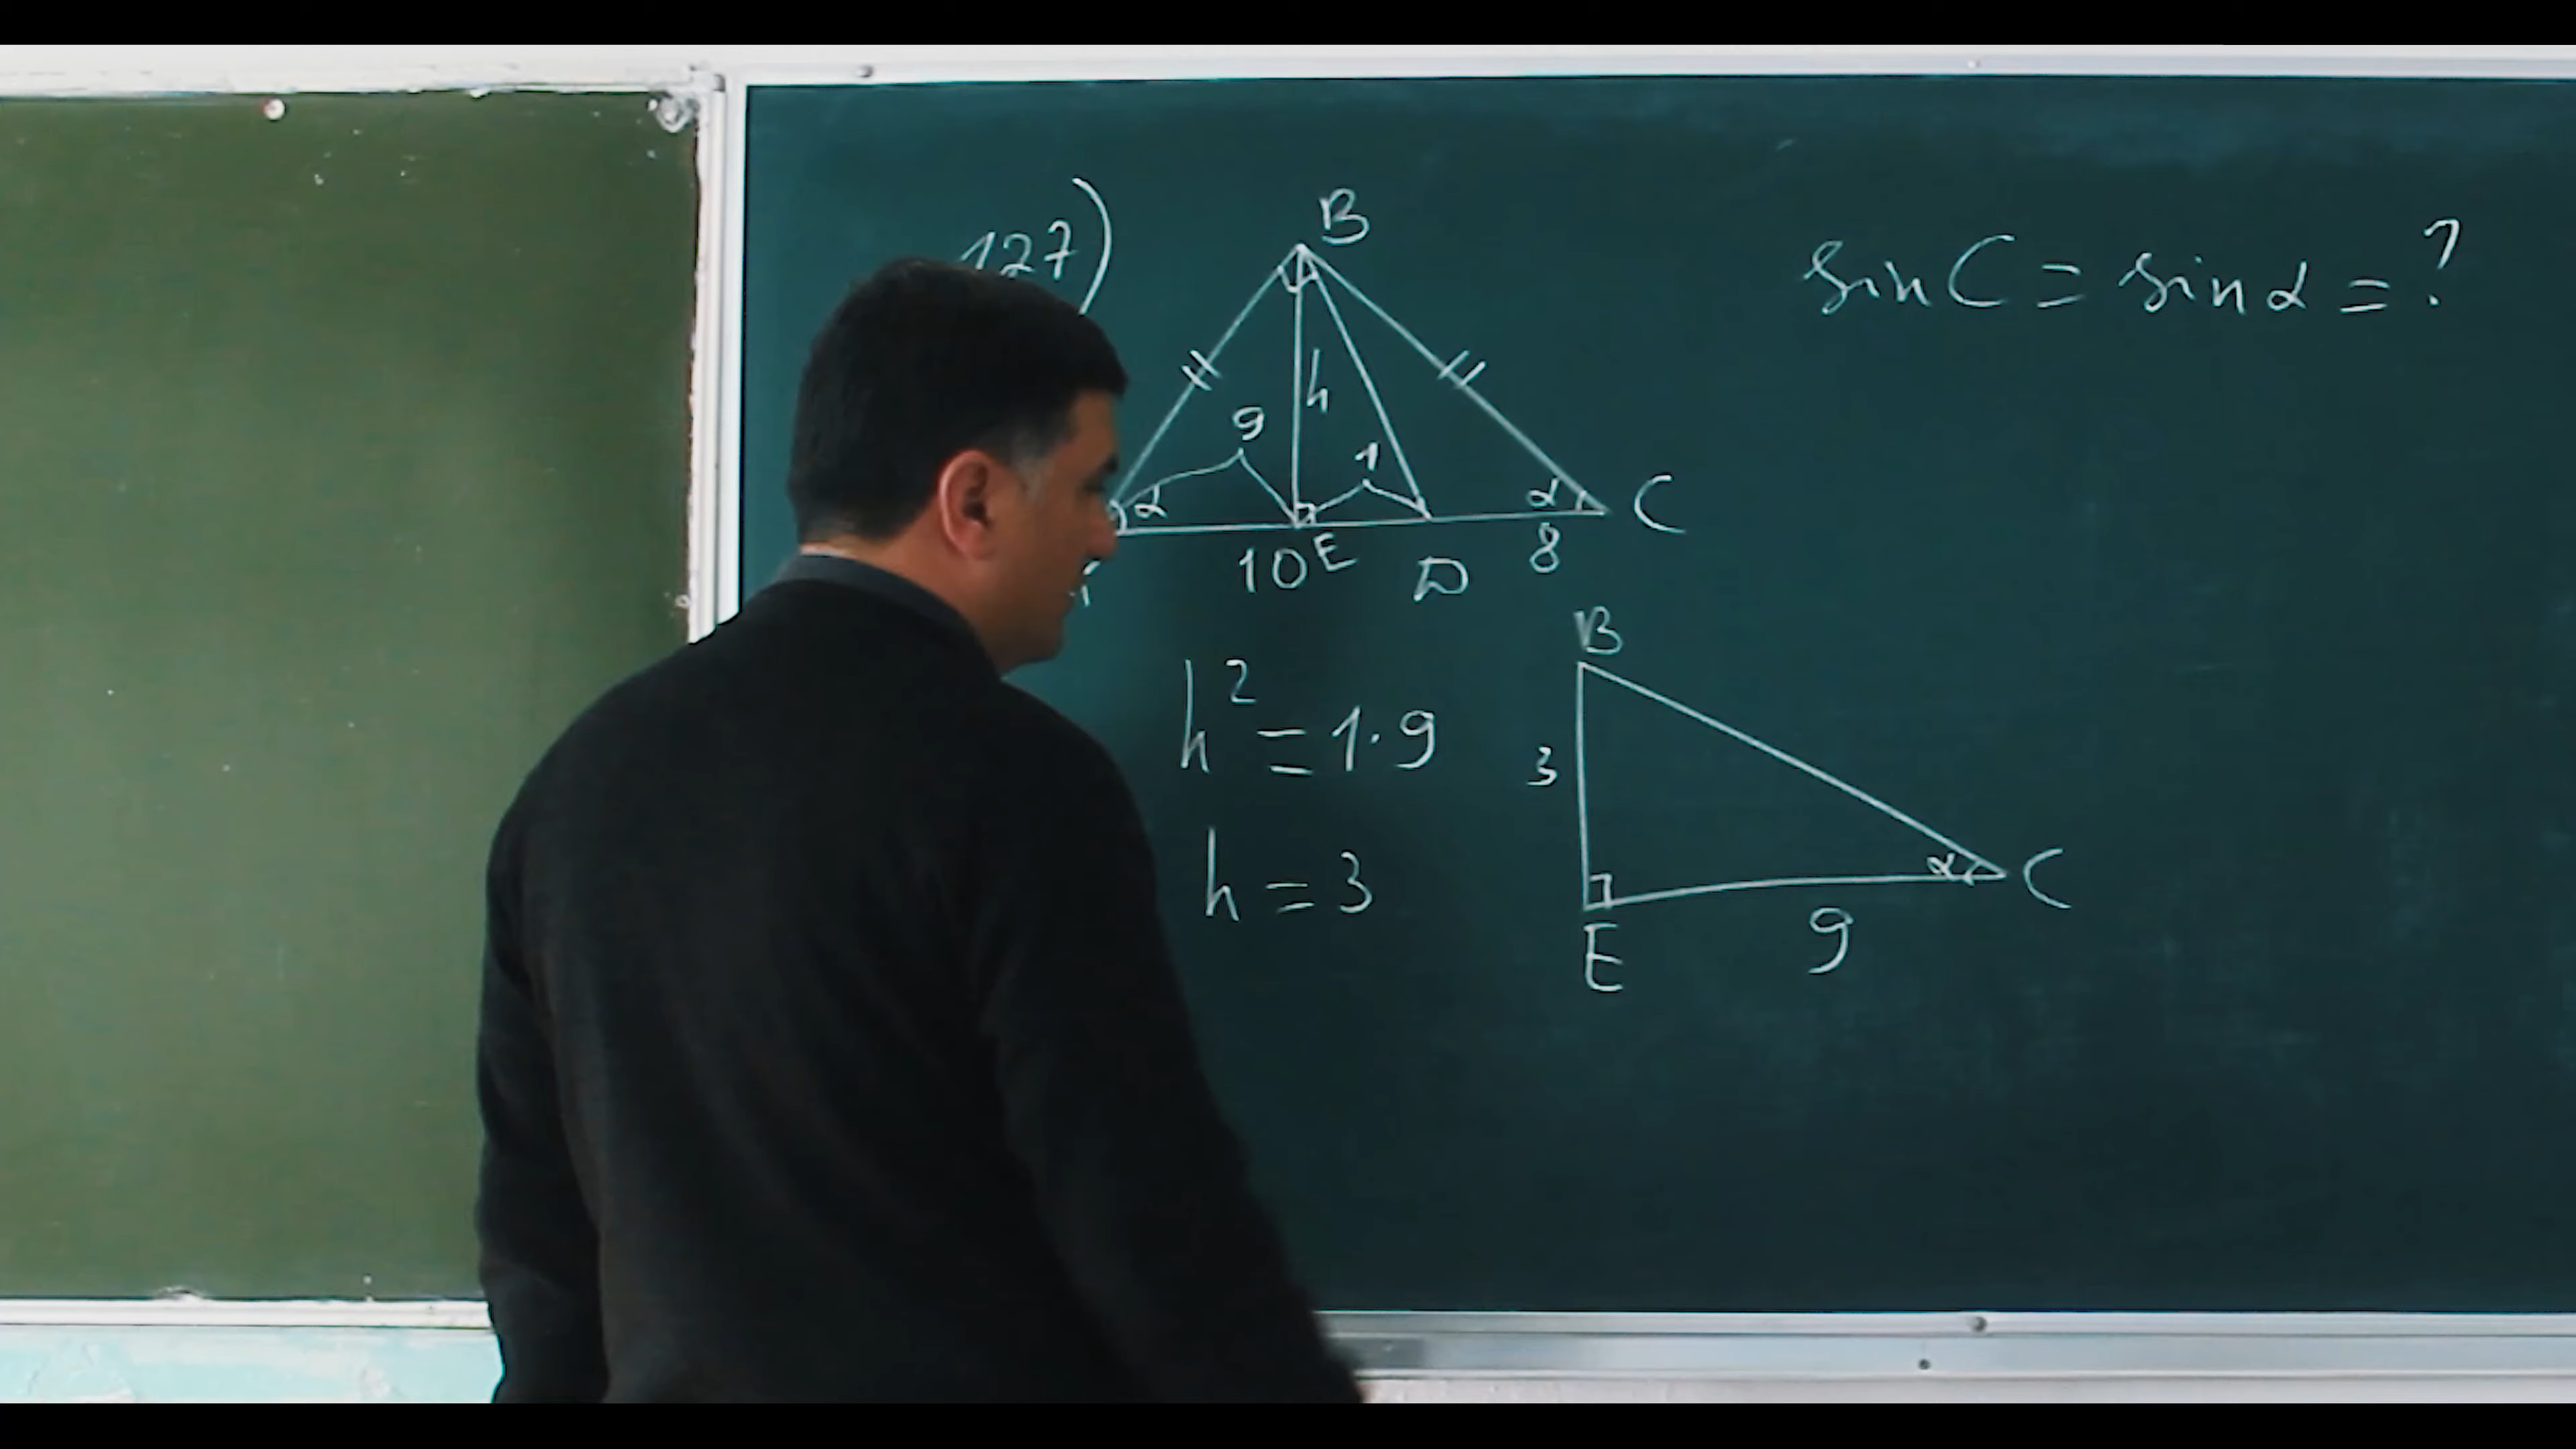 127)
B
sin C = sin α = ?
h
9
1
α
α
C
10
E
D
8
B
h² = 1·9
3
h = 3
α
C
E
9